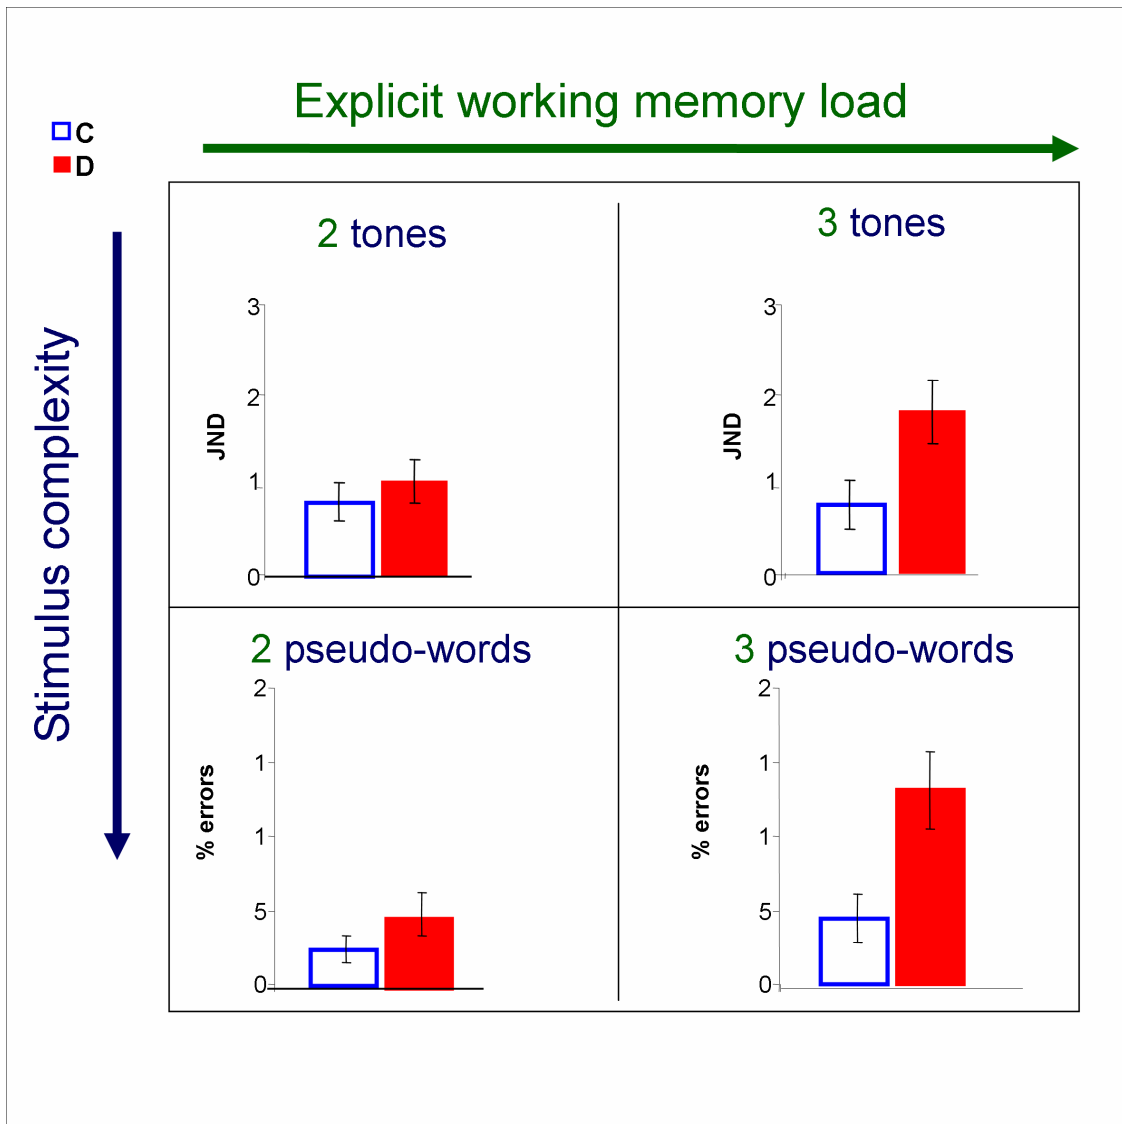 Explicit working memory load
C
D
Stimulus complexity
2 tones
3
2
1
0
JND
3 tones
3
2
1
0
JND
2 pseudo-words
2
1
1
5
0
% errors
3 pseudo-words
2
1
1
5
0
% errors